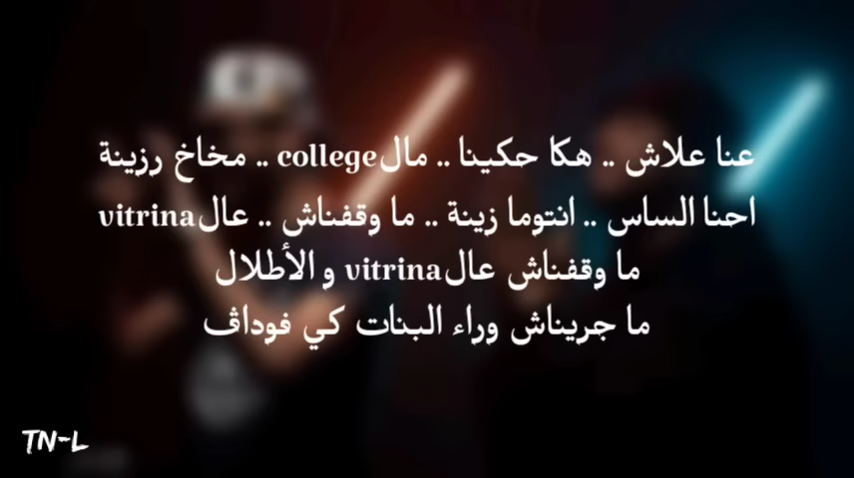 عنا علاش .. هكا حكينا .. مالcollege .. مخاخ رزينة
احنا الساس .. انتوما زينة .. ما وقفناش .. عالvitrina
ما وقفناش عالvitrina و الأطلال
ما جريناش وراء البنات كي فوداڨ
TN-L